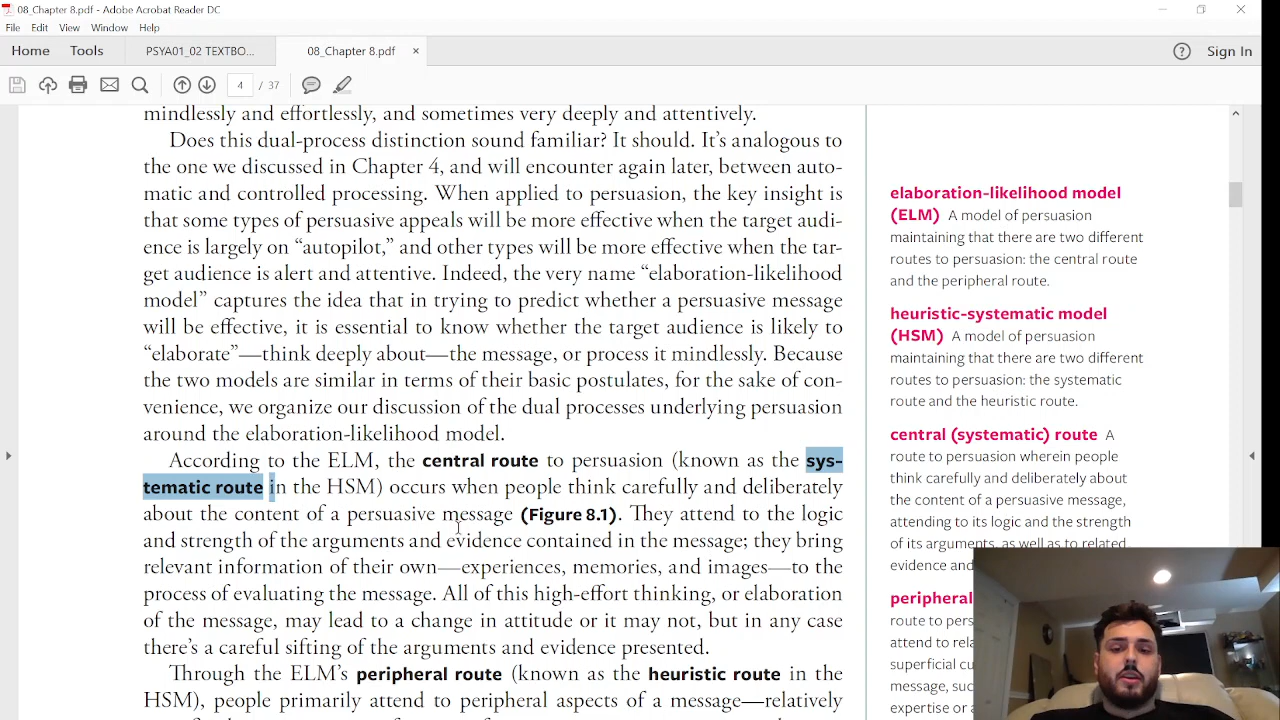 08_Chapter 8.pdf - Adobe Acrobat Reader DC
File Edit View Window Help
Home Tools PSYA01_02 TEXTBO... 08_Chapter 8.pdf × ? Sign In
4 / 37
mindlessly and effortlessly, and sometimes very deeply and attentively.
Does this dual-process distinction sound familiar? It should. It’s analogous to
the one we discussed in Chapter 4, and will encounter again later, between auto-
matic and controlled processing. When applied to persuasion, the key insight is
that some types of persuasive appeals will be more effective when the target audi-
ence is largely on “autopilot,” and other types will be more effective when the tar-
get audience is alert and attentive. Indeed, the very name “elaboration-likelihood
model” captures the idea that in trying to predict whether a persuasive message
will be effective, it is essential to know whether the target audience is likely to
“elaborate”—think deeply about—the message, or process it mindlessly. Because
the two models are similar in terms of their basic postulates, for the sake of con-
venience, we organize our discussion of the dual processes underlying persuasion
around the elaboration-likelihood model.
According to the ELM, the central route to persuasion (known as the sys-
tematic route in the HSM) occurs when people think carefully and deliberately
about the content of a persuasive message (Figure 8.1). They attend to the logic
and strength of the arguments and evidence contained in the message; they bring
relevant information of their own—experiences, memories, and images—to the
process of evaluating the message. All of this high-effort thinking, or elaboration
of the message, may lead to a change in attitude or it may not, but in any case
there’s a careful sifting of the arguments and evidence presented.
Through the ELM’s peripheral route (known as the heuristic route in the
HSM), people primarily attend to peripheral aspects of a message—relatively
elaboration-likelihood model
(ELM) A model of persuasion
maintaining that there are two different
routes to persuasion: the central route
and the peripheral route.
heuristic-systematic model
(HSM) A model of persuasion
maintaining that there are two different
routes to persuasion: the systematic
route and the heuristic route.
central (systematic) route A
route to persuasion wherein people
think carefully and deliberately about
the content of a persuasive message,
attending to its logic and the strength
of its arguments, as well as to related
evidence and
peripheral
route to pers
attend to rela
superficial cu
message, suc
expertise or a